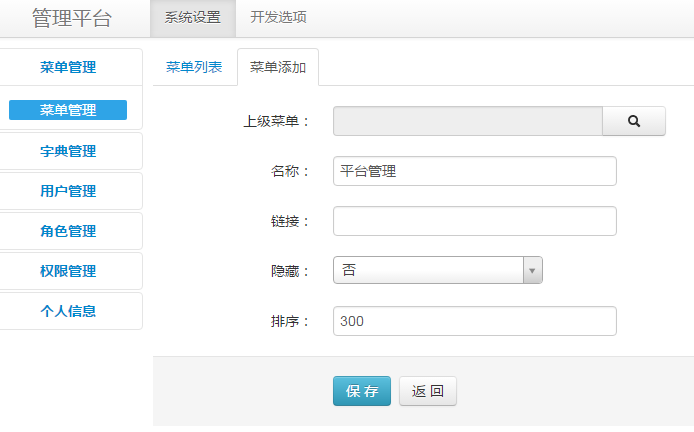 管理平台 系统设置 开发选项
菜单管理
菜单管理
字典管理
用户管理
角色管理
权限管理
个人信息
菜单列表 菜单添加
上级菜单：
名称： 平台管理
链接：
隐藏： 否
排序： 300
保 存 返 回